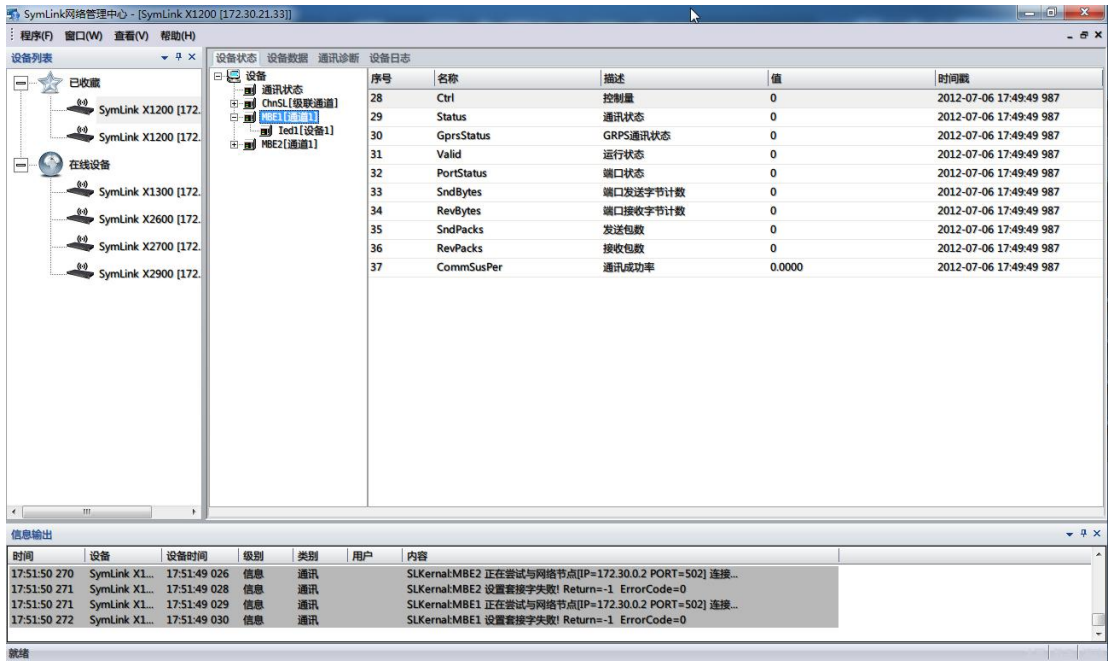 SymLink网络管理中心 - [SymLink X1200 [172.30.21.33]]
程序(F) 窗口(W) 查看(V) 帮助(H)
设备列表
已收藏
SymLink X1200 [172.
SymLink X1200 [172.
在线设备
SymLink X1300 [172.
SymLink X2600 [172.
SymLink X2700 [172.
SymLink X2900 [172.
设备状态 设备数据 通讯诊断 设备日志
设备
通讯状态
ChnSL[级联通道]
MBE1[通道1]
Ied1[设备1]
MBE2[通道1]
序号 名称 描述 值 时间戳
28 Ctrl 控制量 0 2012-07-06 17:49:49 987
29 Status 通讯状态 0 2012-07-06 17:49:49 987
30 GprsStatus GRPS通讯状态 0 2012-07-06 17:49:49 987
31 Valid 运行状态 0 2012-07-06 17:49:49 987
32 PortStatus 端口状态 0 2012-07-06 17:49:49 987
33 SndBytes 端口发送字节计数 0 2012-07-06 17:49:49 987
34 RevBytes 端口接收字节计数 0 2012-07-06 17:49:49 987
35 SndPacks 发送包数 0 2012-07-06 17:49:49 987
36 RevPacks 接收包数 0 2012-07-06 17:49:49 987
37 CommSusPer 通讯成功率 0.0000 2012-07-06 17:49:49 987
信息输出
时间 设备 设备时间 级别 类别 用户 内容
17:51:50 270 SymLink X1... 17:51:49 026 信息 通讯 SLKernal:MBE2 正在尝试与网络节点[IP=172.30.0.2 PORT=502] 连接...
17:51:50 271 SymLink X1... 17:51:49 028 信息 通讯 SLKernal:MBE2 设置套接字失败! Return=-1 ErrorCode=0
17:51:50 271 SymLink X1... 17:51:49 029 信息 通讯 SLKernal:MBE1 正在尝试与网络节点[IP=172.30.0.2 PORT=502] 连接...
17:51:50 272 SymLink X1... 17:51:49 030 信息 通讯 SLKernal:MBE1 设置套接字失败! Return=-1 ErrorCode=0
就绪